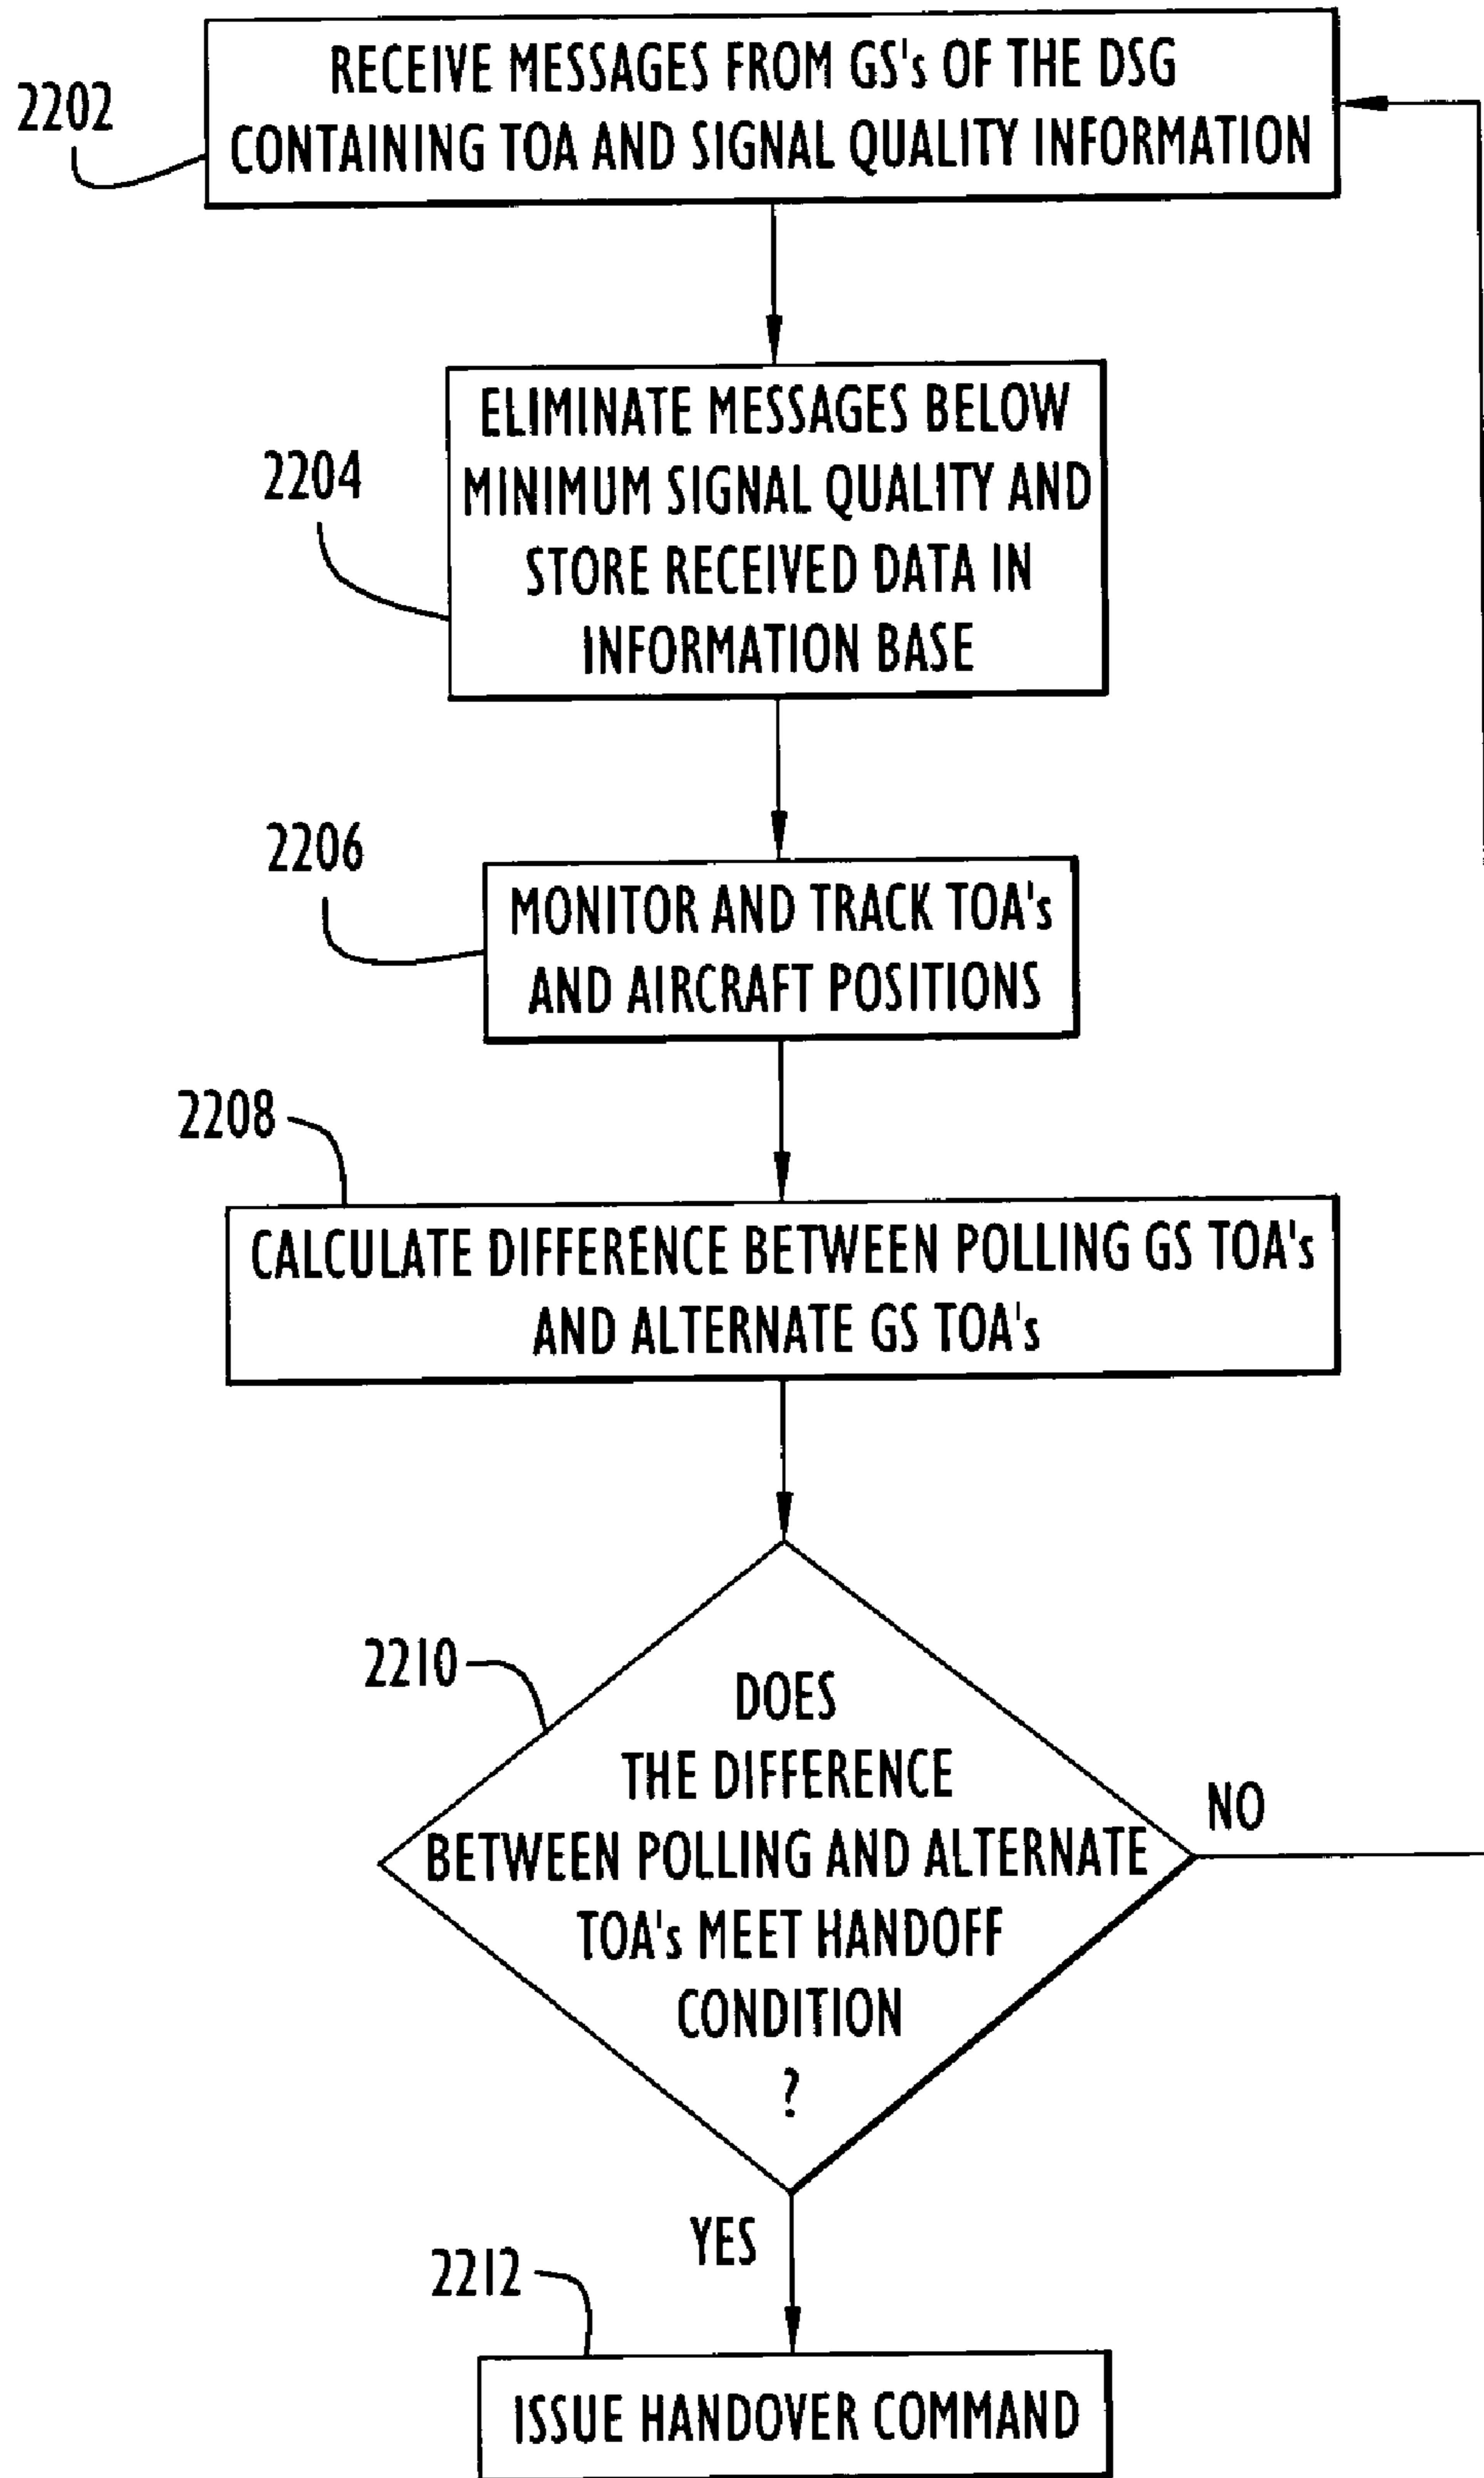 2202
RECEIVE MESSAGES FROM GS's OF THE DSG
CONTAINING TOA AND SIGNAL QUALITY INFORMATION
2204
ELIMINATE MESSAGES BELOW
MINIMUM SIGNAL QUALITY AND
STORE RECEIVED DATA IN
INFORMATION BASE
2206
MONITOR AND TRACK TOA's
AND AIRCRAFT POSITIONS
2208
CALCULATE DIFFERENCE BETWEEN POLLING GS TOA's
AND ALTERNATE GS TOA's
2210
DOES
THE DIFFERENCE
BETWEEN POLLING AND ALTERNATE
TOA's MEET HANDOFF
CONDITION
?
NO
YES
2212
ISSUE HANDOVER COMMAND